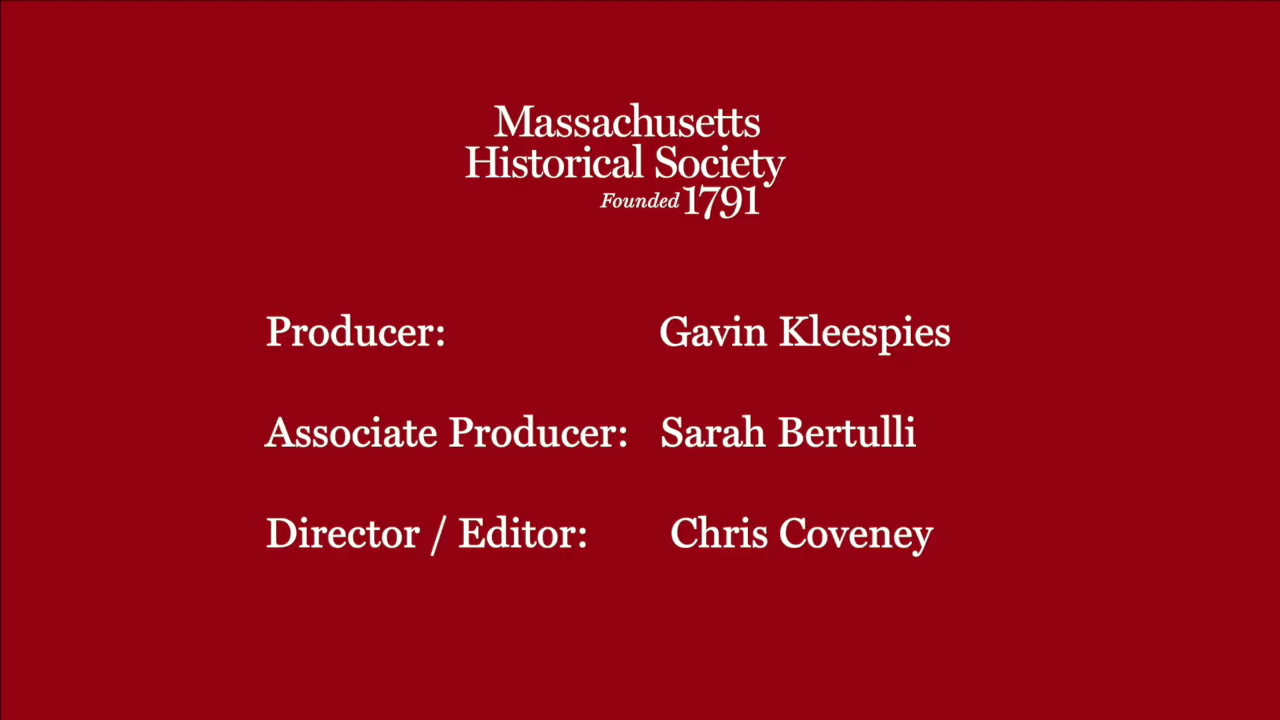 Massachusetts
Historical Society
Founded 1791
Producer: Gavin Kleespies
Associate Producer: Sarah Bertulli
Director / Editor: Chris Coveney